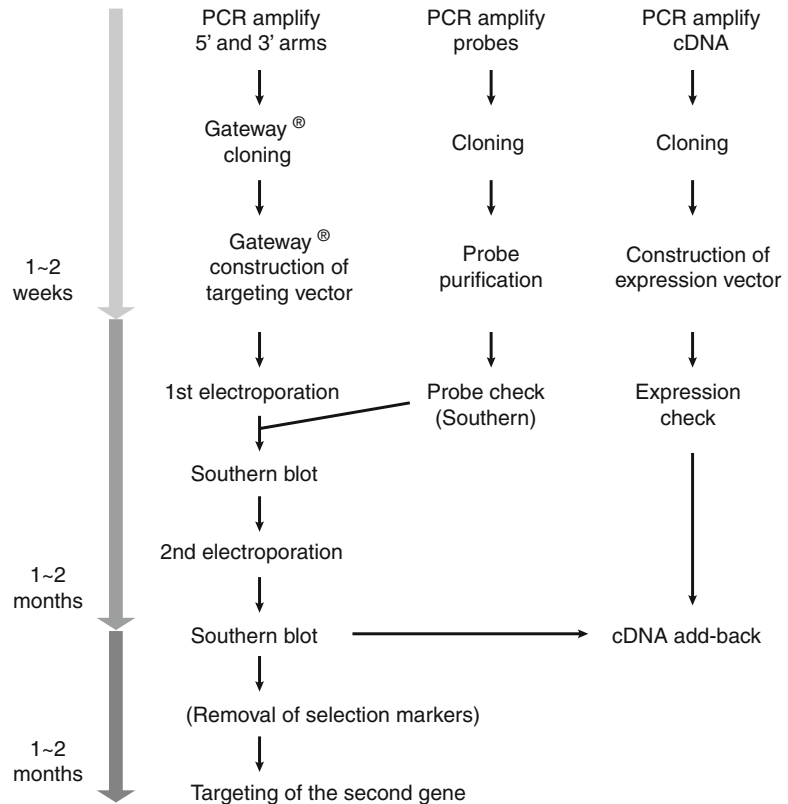 PCR amplify
5’ and 3’ arms
PCR amplify
probes
PCR amplify
cDNA
Gateway ®
cloning
Cloning
Cloning
Gateway ®
construction of
targeting vector
Probe
purification
Construction of
expression vector
1~2
weeks
1st electroporation
Probe check
(Southern)
Expression
check
Southern blot
2nd electroporation
1~2
months
Southern blot
cDNA add-back
(Removal of selection markers)
1~2
months
Targeting of the second gene